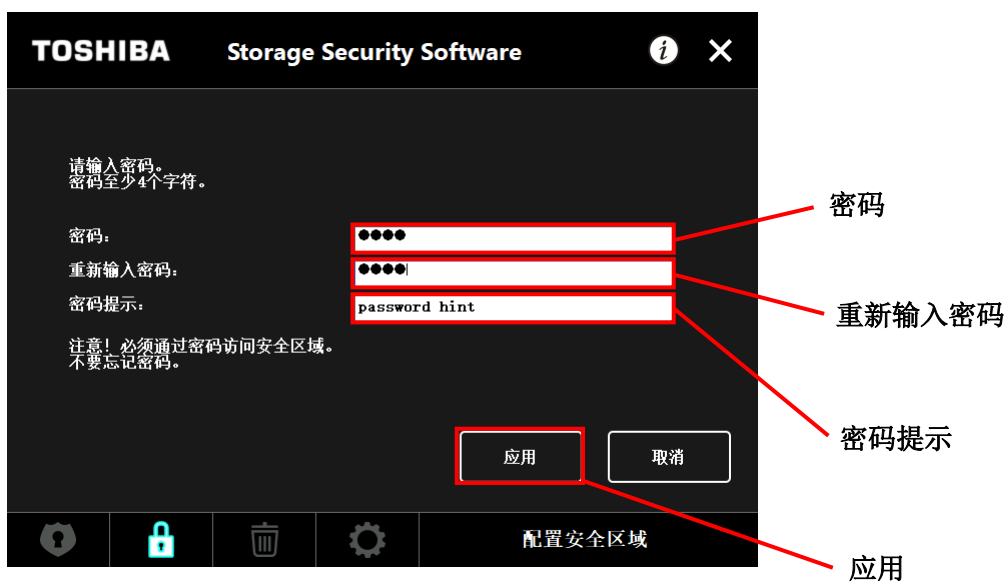 TOSHIBA Storage Security Software
请输入密码。
密码至少4个字符。
密码:
重新输入密码:
密码提示: password hint
注意！必须通过密码访问安全区域。
不要忘记密码。
应用 取消
配置安全区域
密码
重新输入密码
密码提示
应用